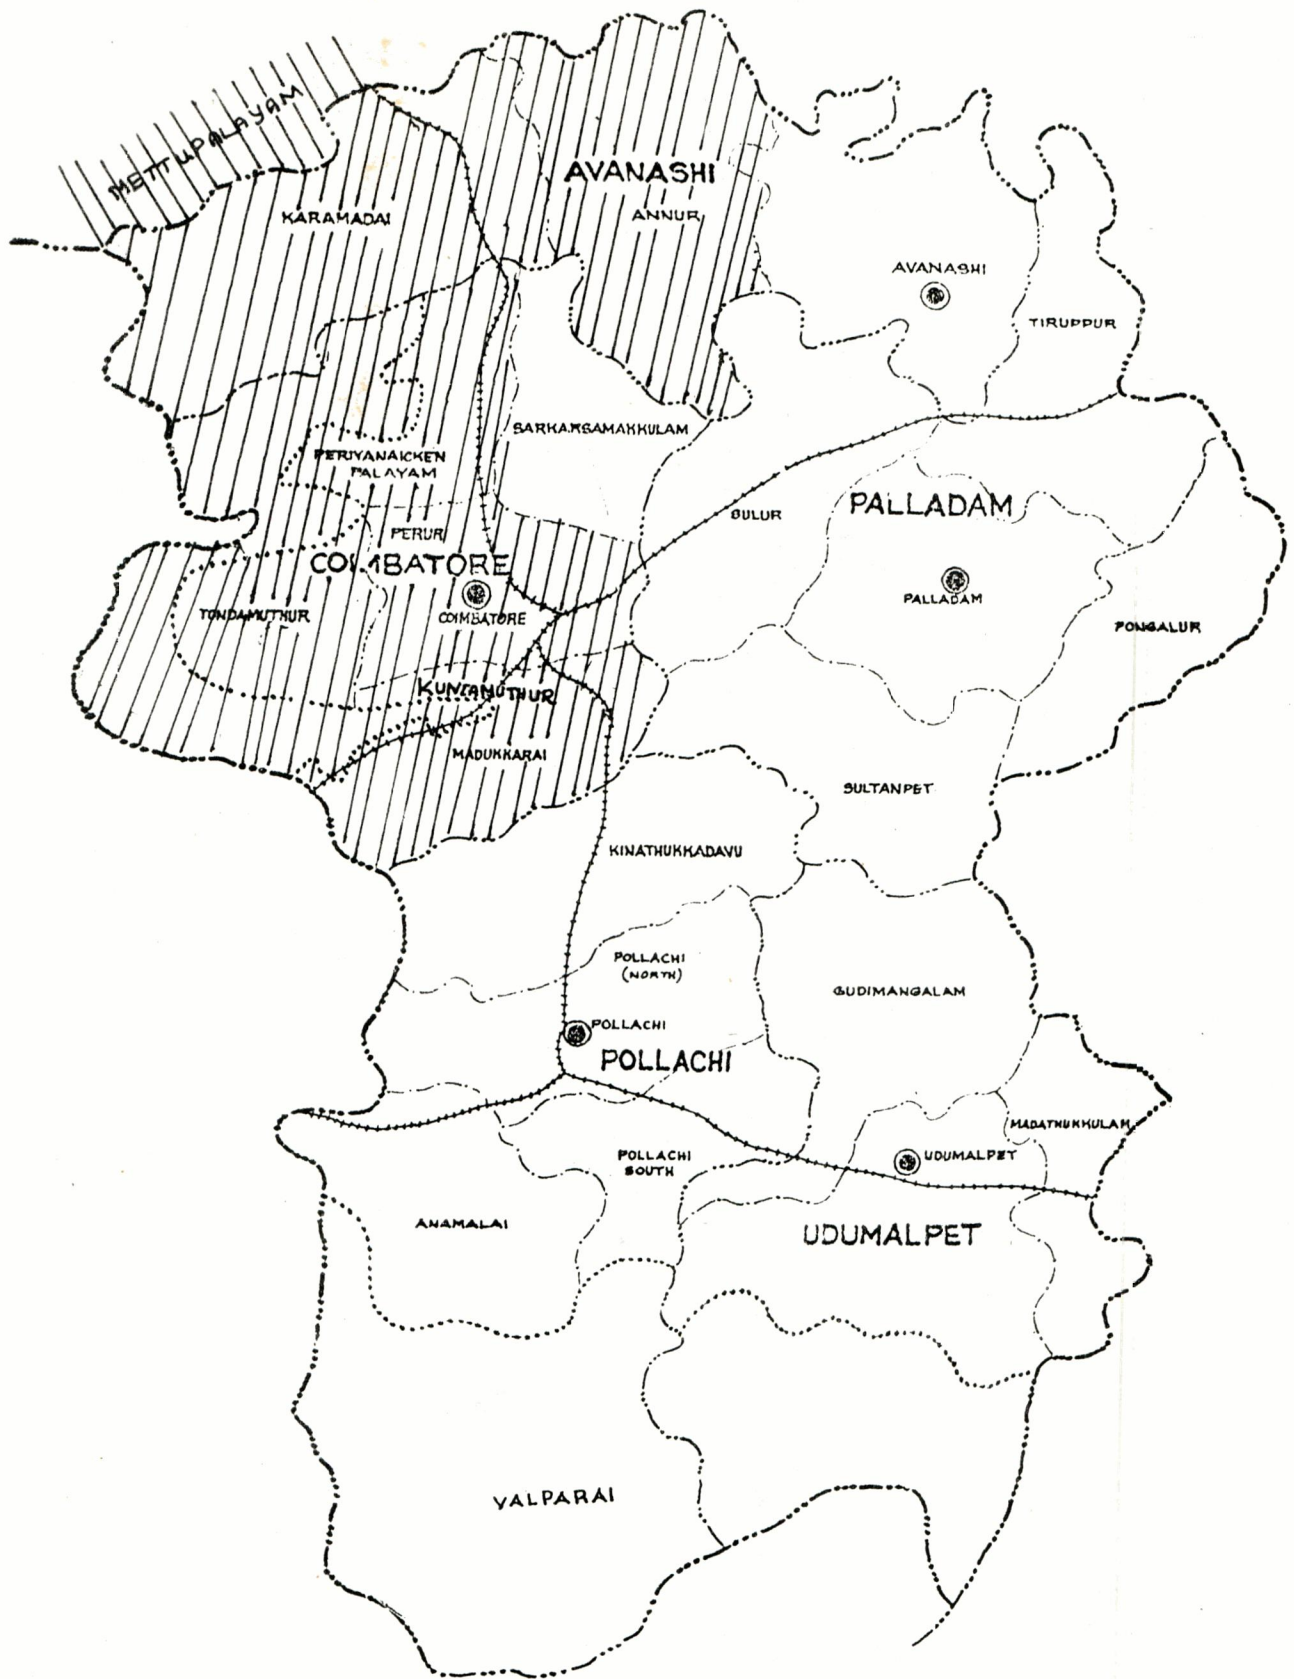 METTUPALAYAM
AVANASHI
KARAMADAI
ANNUR
AVANASHI
TIRUPPUR
SARKARSAMAKKULAM
PERIYANAICKEN
PALAYAM
SULUR
PALLADAM
PERUR
COIMBATORE
PALLADAM
TONDAMUTHUR
COIMBATORE
PONGALUR
KUNIAMUTHUR
MADUKKARAI
SULTANPET
KINATHUKKADAVU
POLLACHI
(NORTH)
GUDIMANGALAM
POLLACHI
POLLACHI
MADATHUKKULAM
POLLACHI
SOUTH
UDUMALPET
ANAMALAI
UDUMALPET
VALPARAI